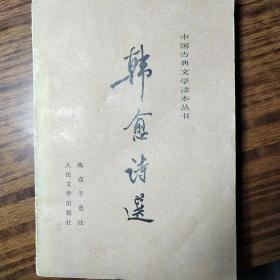 中国古典文学读本丛书
韩愈诗選
陈迩冬选注
人民文学出版社